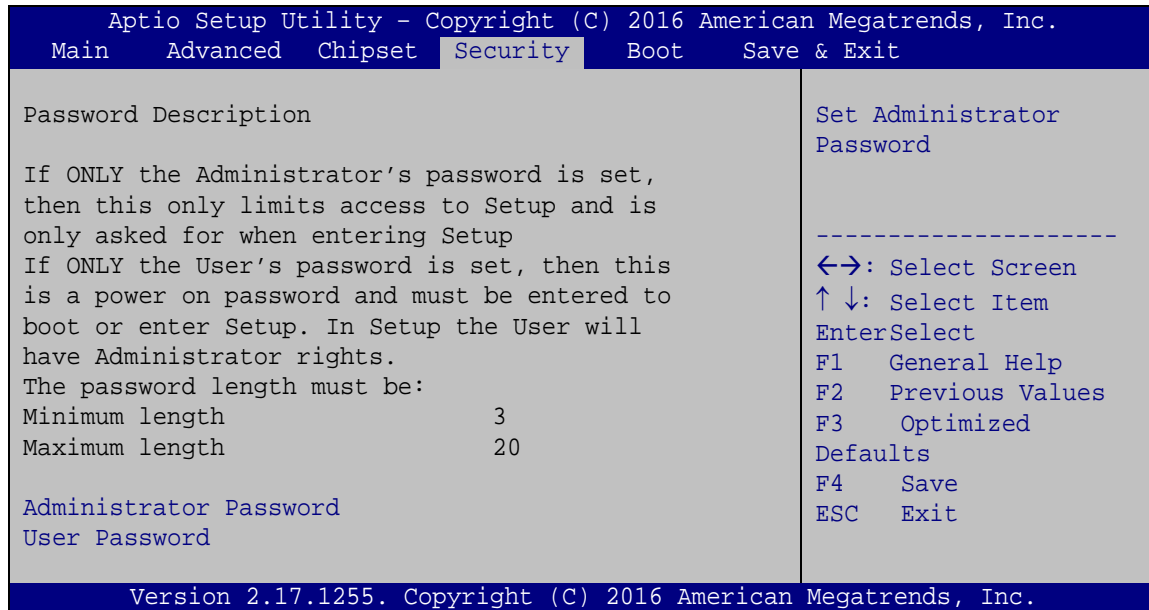 Aptio Setup Utility – Copyright (C) 2016 American Megatrends, Inc.
Main Advanced Chipset Security Boot Save & Exit
Password Description
If ONLY the Administrator's password is set,
then this only limits access to Setup and is
only asked for when entering Setup
If ONLY the User's password is set, then this
is a power on password and must be entered to
boot or enter Setup. In Setup the User will
have Administrator rights.
The password length must be:
Minimum length 3
Maximum length 20
Administrator Password
User Password
Set Administrator
Password
----------------------
←→: Select Screen
↑ ↓: Select Item
EnterSelect
F1 General Help
F2 Previous Values
F3 Optimized
Defaults
F4 Save
ESC Exit
Version 2.17.1255. Copyright (C) 2016 American Megatrends, Inc.